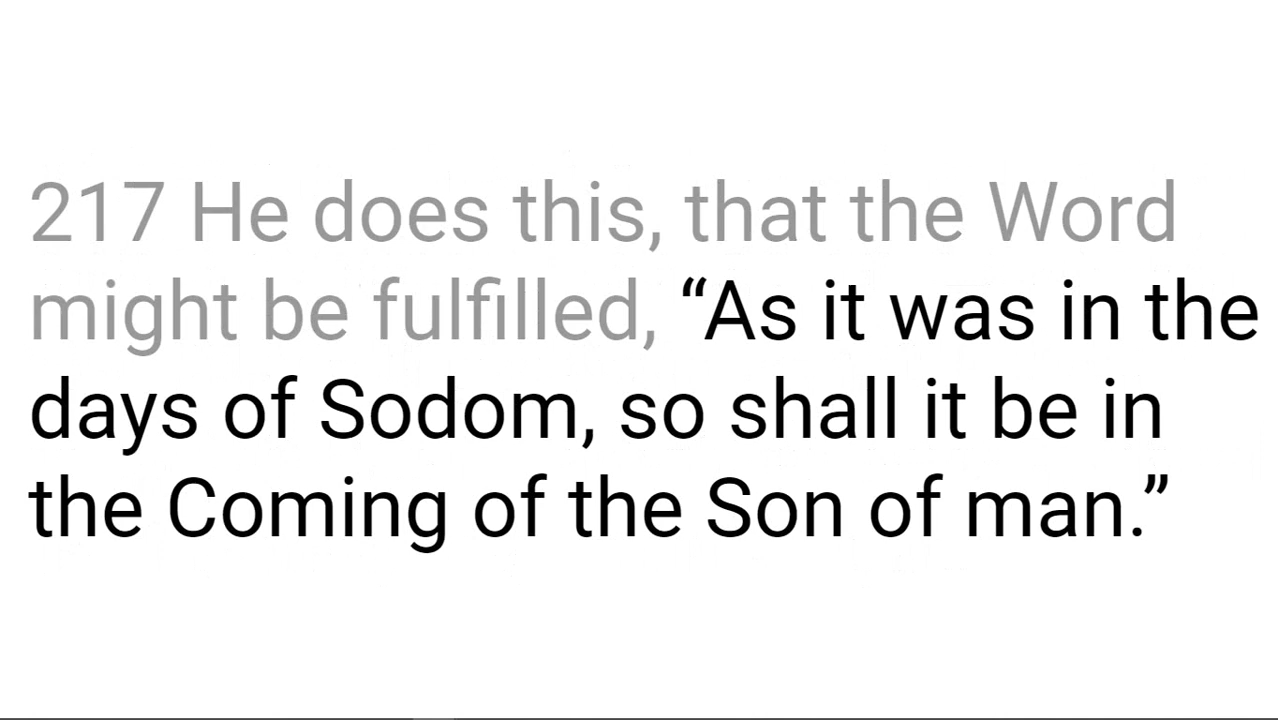 217 He does this, that the Word
might be fulfilled, “As it was in the
days of Sodom, so shall it be in
the Coming of the Son of man.”